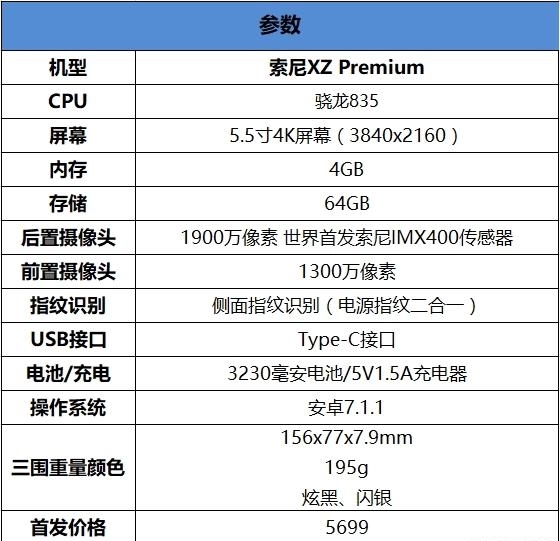 参数
机型 索尼XZ Premium
CPU 骁龙835
屏幕 5.5寸4K屏幕（3840x2160）
内存 4GB
存储 64GB
后置摄像头 1900万像素 世界首发索尼IMX400传感器
前置摄像头 1300万像素
指纹识别 侧面指纹识别（电源指纹二合一）
USB接口 Type-C接口
电池/充电 3230毫安电池/5V1.5A充电器
操作系统 安卓7.1.1
三围重量颜色 156x77x7.9mm
195g
炫黑、闪银
首发价格 5699